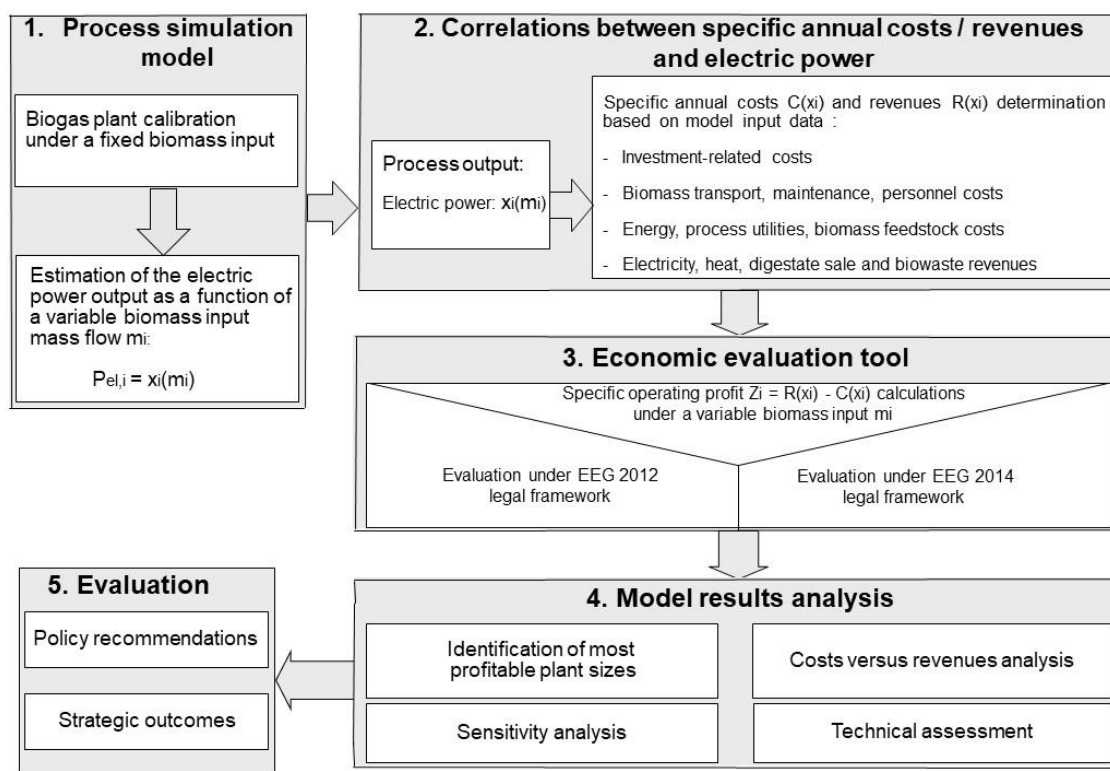 1. Process simulation
model
Biogas plant calibration
under a fixed biomass input
Estimation of the electric
power output as a function of
a variable biomass input
mass flow mi:
Pel,i = xi(mi)
2. Correlations between specific annual costs / revenues
and electric power
Process output:
Electric power: xi(mi)
Specific annual costs C(xi) and revenues R(xi) determination
based on model input data :
- Investment-related costs
- Biomass transport, maintenance, personnel costs
- Energy, process utilities, biomass feedstock costs
- Electricity, heat, digestate sale and biowaste revenues
3. Economic evaluation tool
Specific operating profit Zi = R(xi) - C(xi) calculations
under a variable biomass input mi
Evaluation under EEG 2012
legal framework
Evaluation under EEG 2014
legal framework
4. Model results analysis
Identification of most
profitable plant sizes
Costs versus revenues analysis
Sensitivity analysis
Technical assessment
5. Evaluation
Policy recommendations
Strategic outcomes